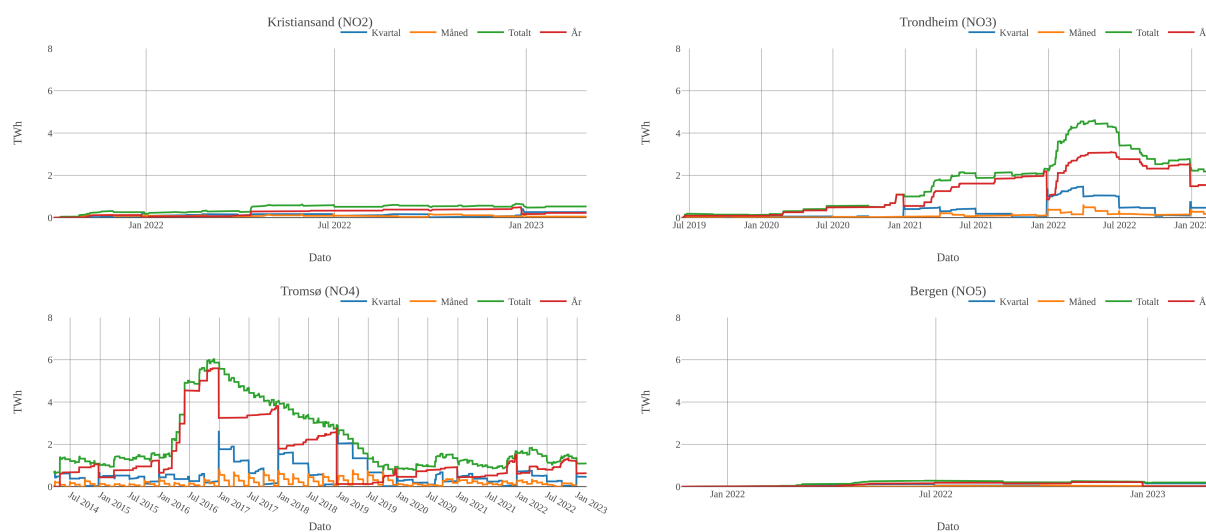 Kristiansand (NO2)
Kvartal Måned Totalt År
8
6
4
2
0
TWh
Jan 2022 Jul 2022 Jan 2023
Dato
Trondheim (NO3)
Kvartal Måned Totalt År
8
6
4
2
0
TWh
Jul 2019 Jan 2020 Jul 2020 Jan 2021 Jul 2021 Jan 2022 Jul 2022 Jan 2023
Dato
Tromsø (NO4)
Kvartal Måned Totalt År
8
6
4
2
0
TWh
Jul 2014 Jan 2015 Jul 2015 Jan 2016 Jul 2016 Jan 2017 Jul 2017 Jan 2018 Jul 2018 Jan 2019 Jul 2019 Jan 2020 Jul 2020 Jan 2021 Jul 2021 Jan 2022 Jul 2022 Jan 2023
Dato
Bergen (NO5)
Kvartal Måned Totalt År
8
6
4
2
0
TWh
Jan 2022 Jul 2022 Jan 2023
Dato